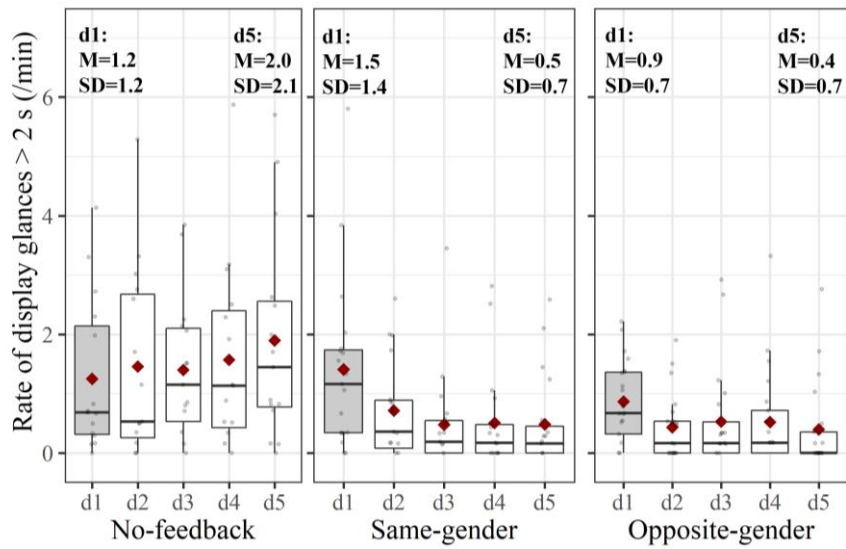 Rate of display glances > 2 s (/min)
6
4
2
0
d1:
M=1.2
SD=1.2
d5:
M=2.0
SD=2.1
d1:
M=1.5
SD=1.4
d5:
M=0.5
SD=0.7
d1:
M=0.9
SD=0.7
d5:
M=0.4
SD=0.7
d1 d2 d3 d4 d5
No-feedback
d1 d2 d3 d4 d5
Same-gender
d1 d2 d3 d4 d5
Opposite-gender